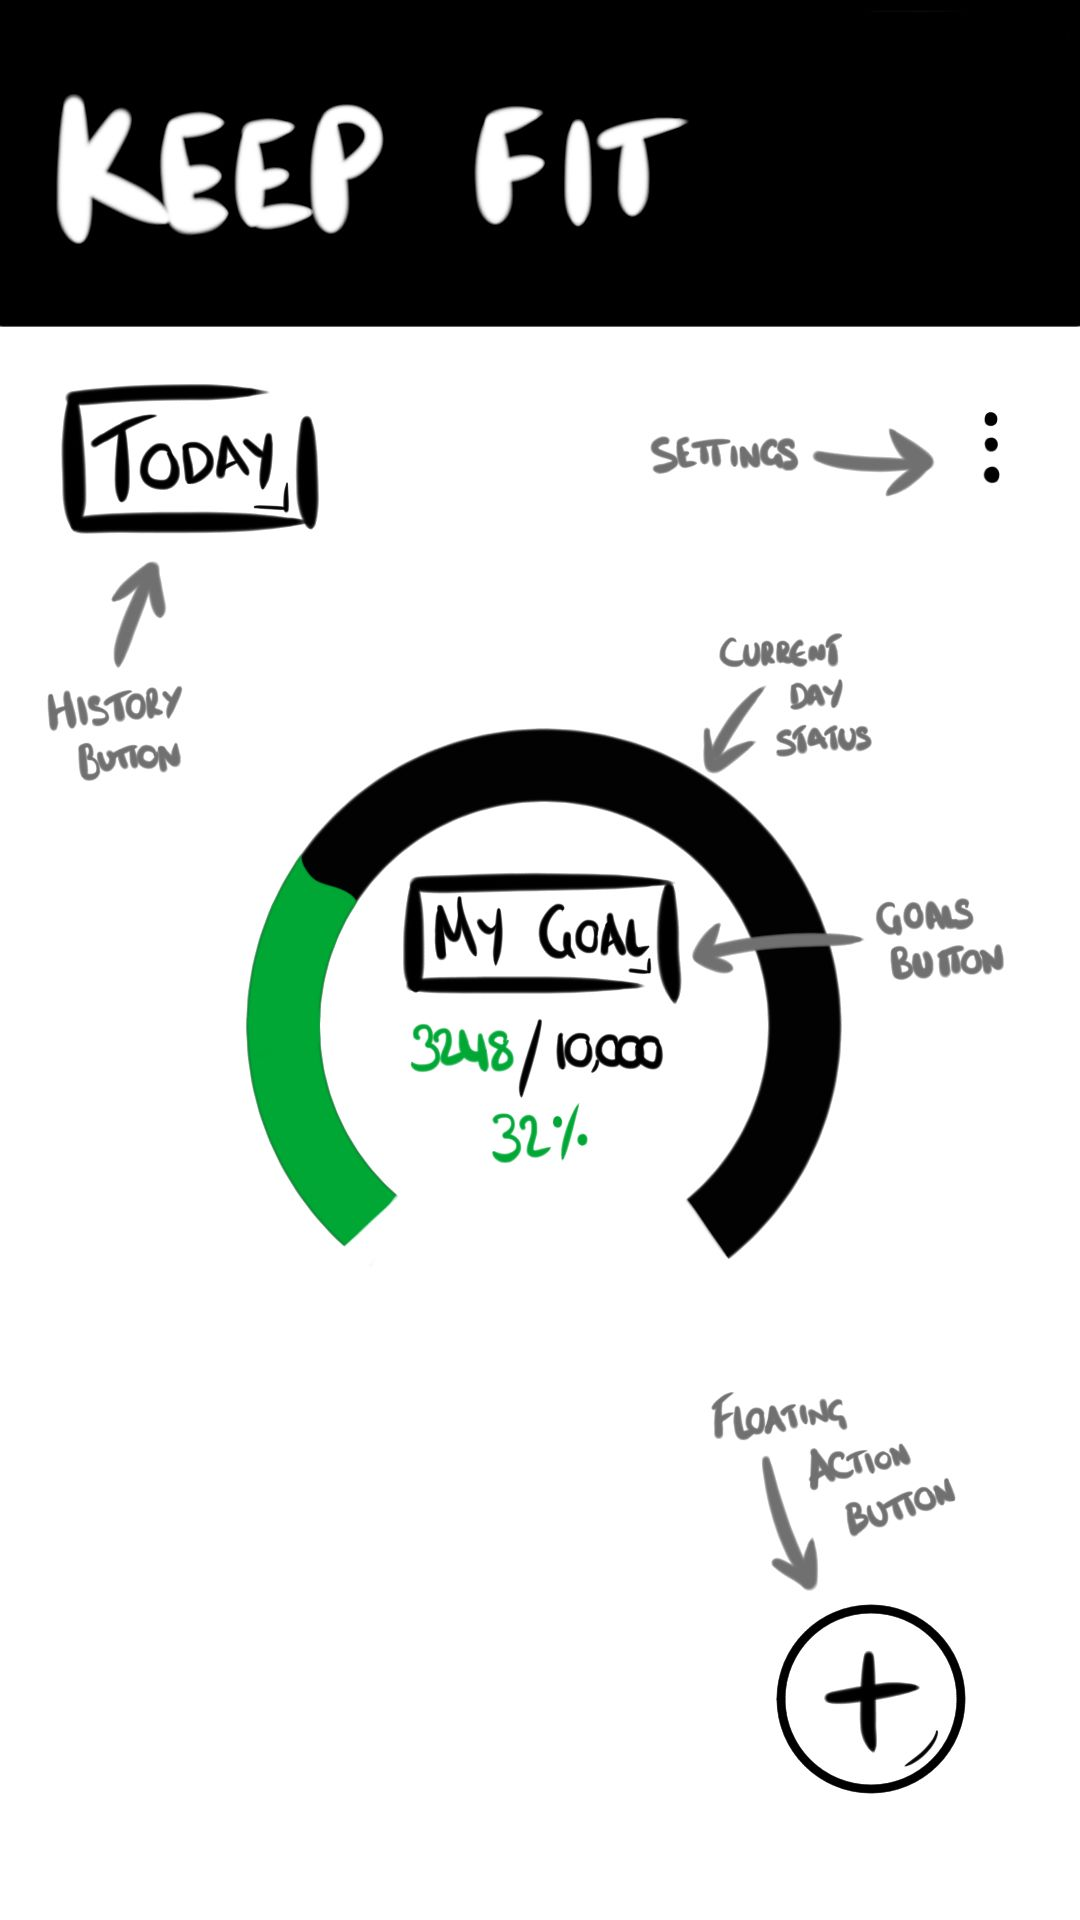 KEEP FIT
TODAY
SETTINGS
HISTORY
BUTTON
CURRENT
DAY
STATUS
MY GOAL
GOALS
BUTTON
3248/10,000
32%
FLOATING
ACTION
BUTTON
+